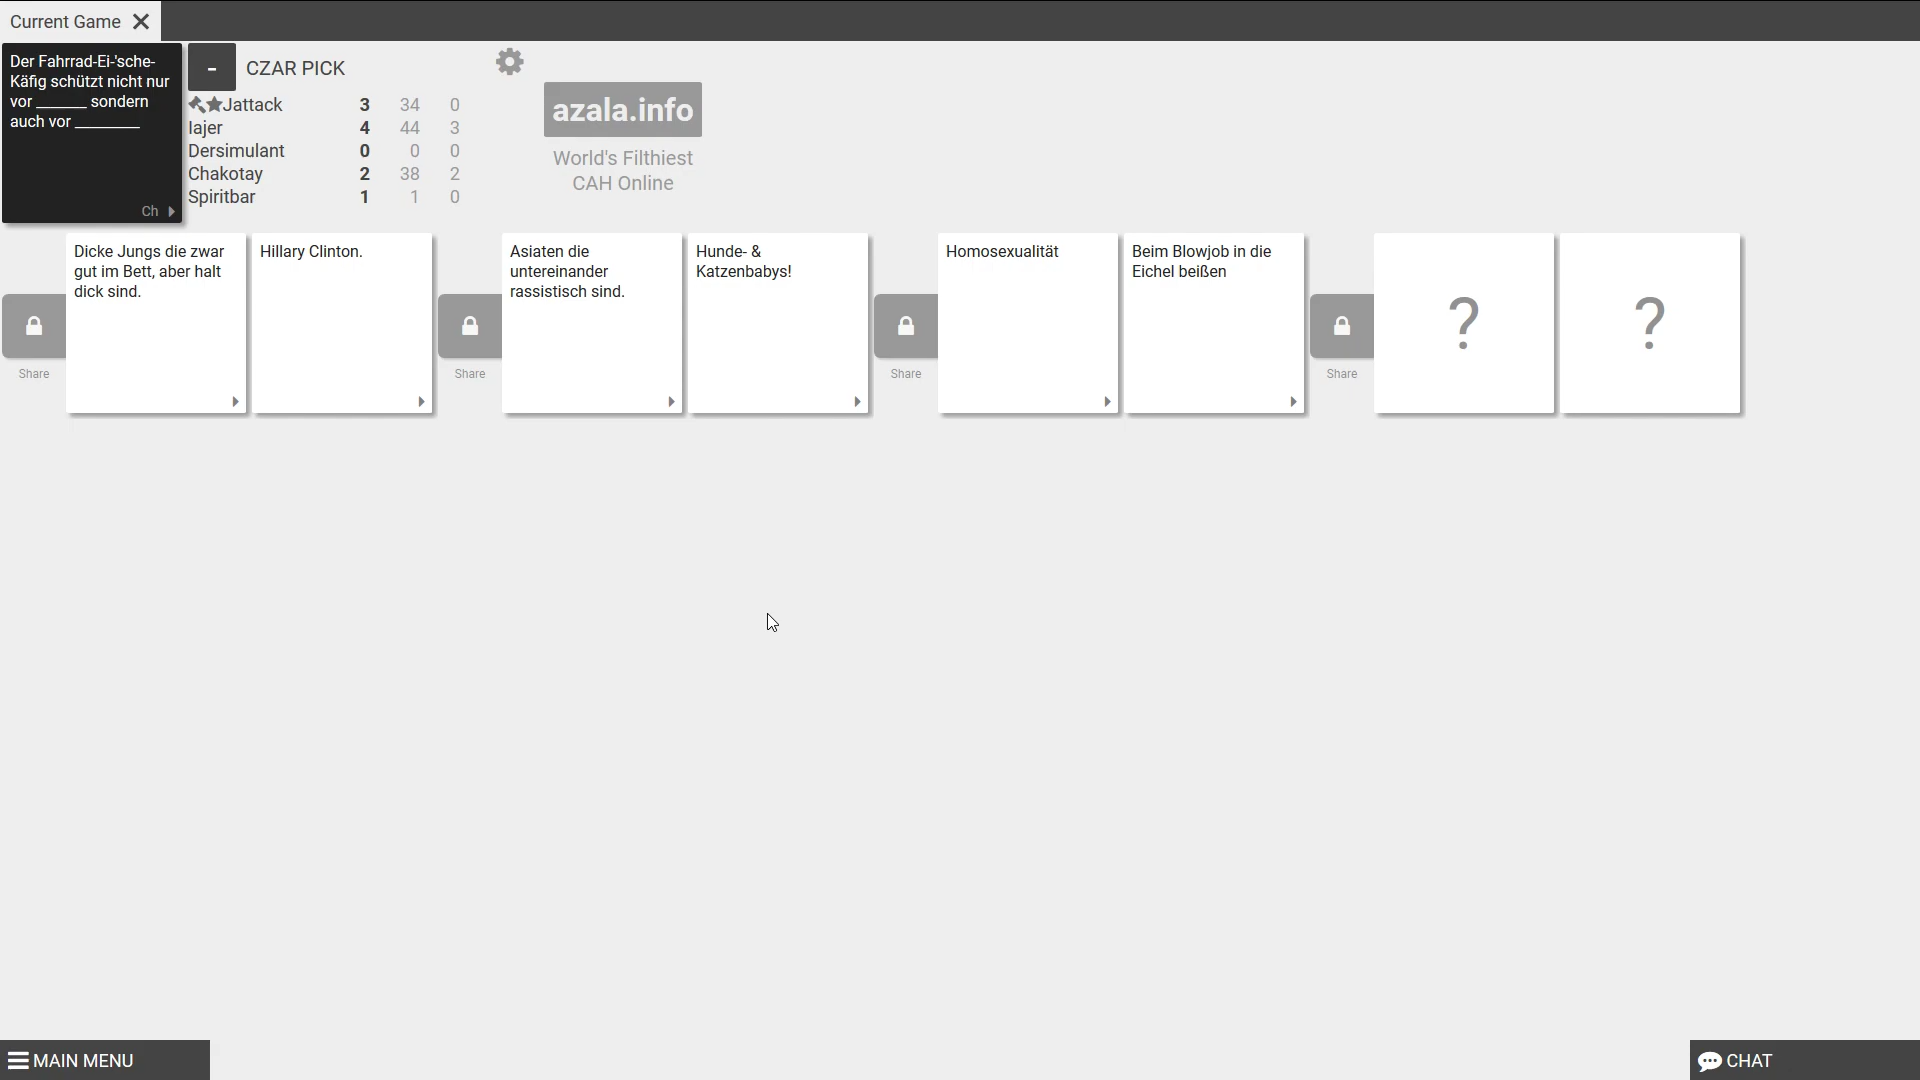 Current Game
Der Fahrrad-Ei-'sche-
Käfig schützt nicht nur
vor ______ sondern
auch vor ________
Ch
-
CZAR PICK
Jattack 3 34 0
lajer 4 44 3
Dersimulant 0 0 0
Chakotay 2 38 2
Spiritbar 1 1 0
azala.info
World's Filthiest
CAH Online
Share
Dicke Jungs die zwar
gut im Bett, aber halt
dick sind.
Hillary Clinton.
Share
Asiaten die
untereinander
rassistisch sind.
Hunde- &
Katzenbabys!
Share
Homosexualität
Beim Blowjob in die
Eichel beißen
Share
?
?
MAIN MENU
CHAT